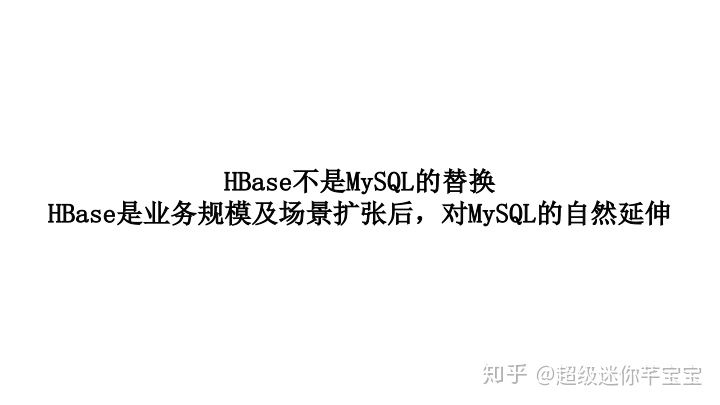 HBase不是MySQL的替换
HBase是业务规模及场景扩张后，对MySQL的自然延伸
知乎 @超级迷你芊宝宝